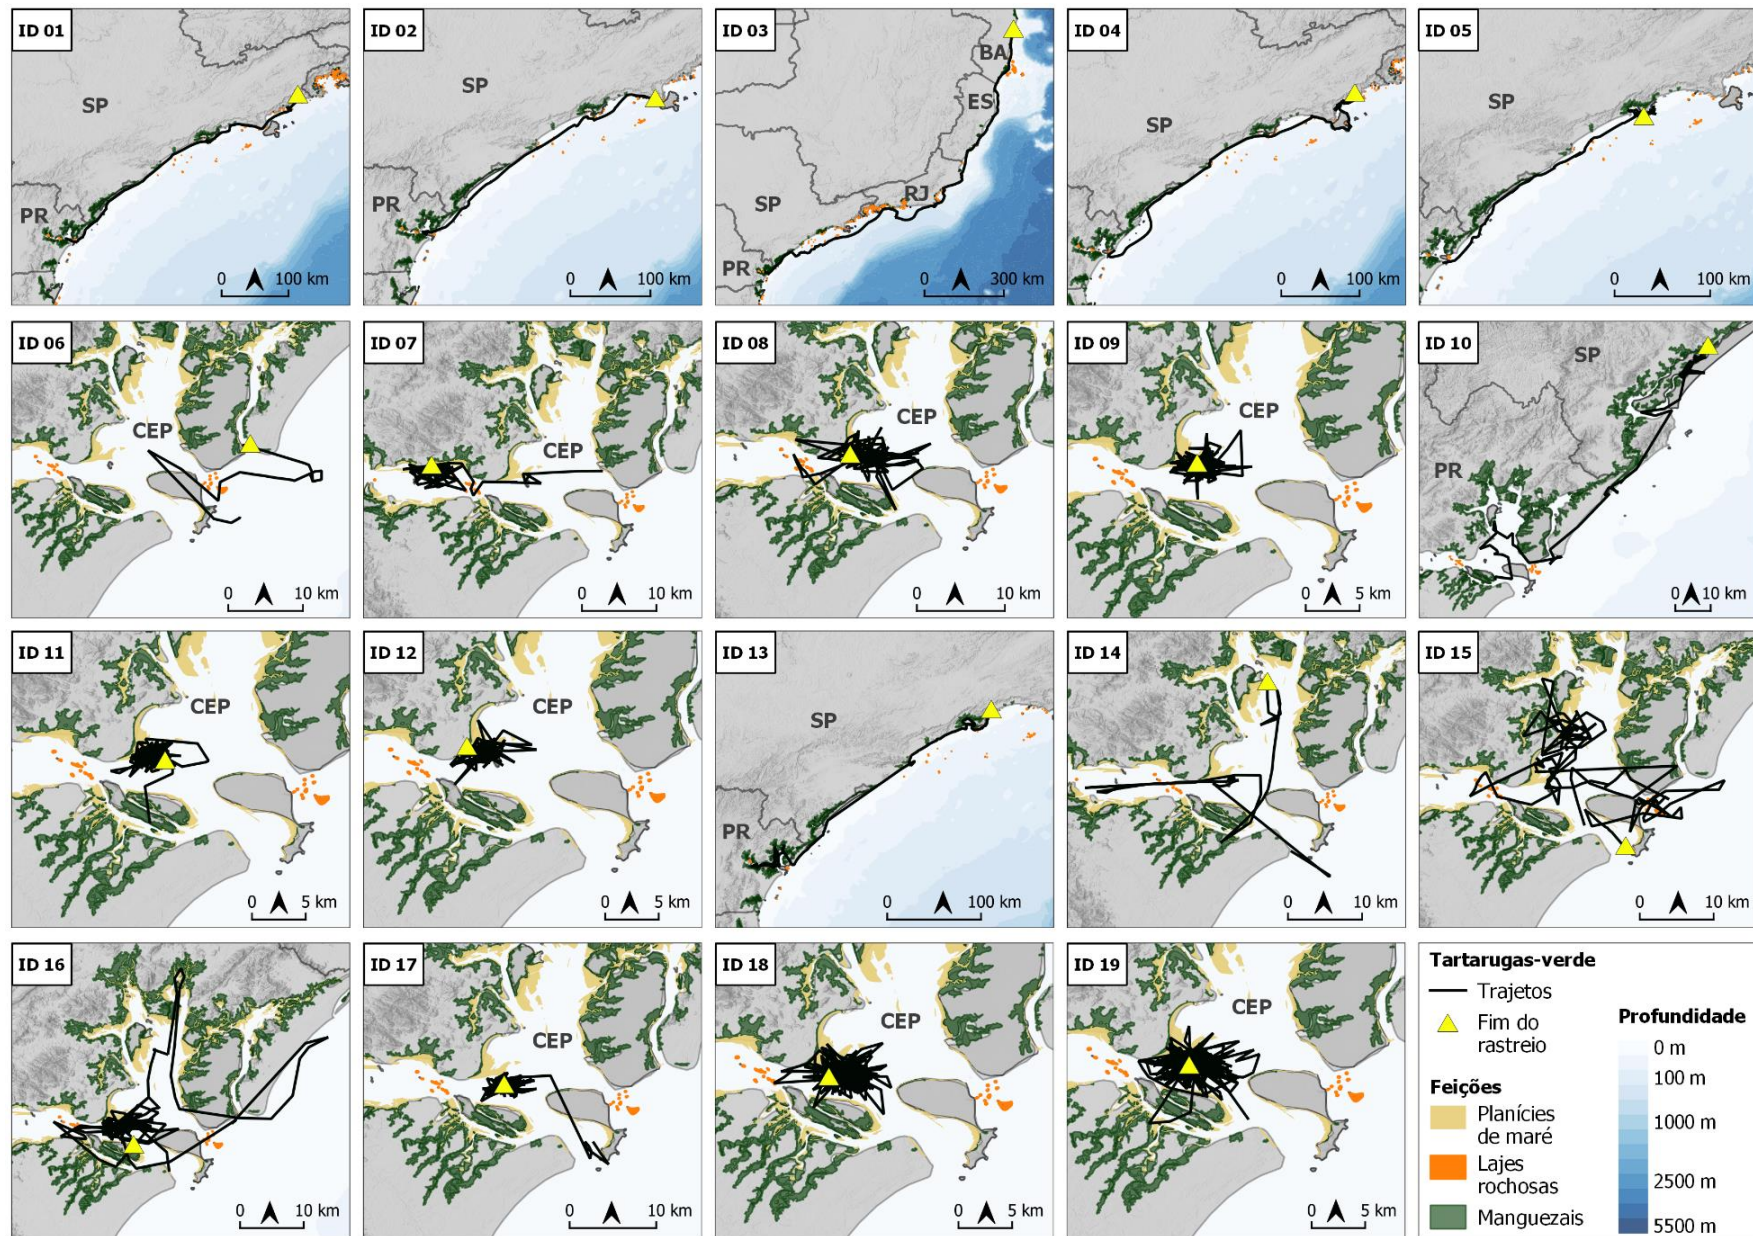 ID 01
SP
PR
0 100 km
ID 02
SP
PR
0 100 km
ID 03
BA
ES
RJ
SP
PR
0 300 km
ID 04
SP
0 100 km
ID 05
SP
0 100 km
ID 06
CEP
0 10 km
ID 07
CEP
0 10 km
ID 08
CEP
0 10 km
ID 09
CEP
0 5 km
ID 10
SP
PR
0 10 km
ID 11
CEP
0 5 km
ID 12
CEP
0 5 km
ID 13
SP
PR
0 100 km
ID 14
0 10 km
ID 15
0 10 km
ID 16
0 10 km
ID 17
CEP
0 10 km
ID 18
CEP
0 5 km
ID 19
CEP
0 5 km
Tartarugas-verde
Trajetos
Fim do
rastreio
Feições
Planícies
de maré
Lajes
rochosas
Manguezais
Profundidade
0 m
100 m
1000 m
2500 m
5500 m